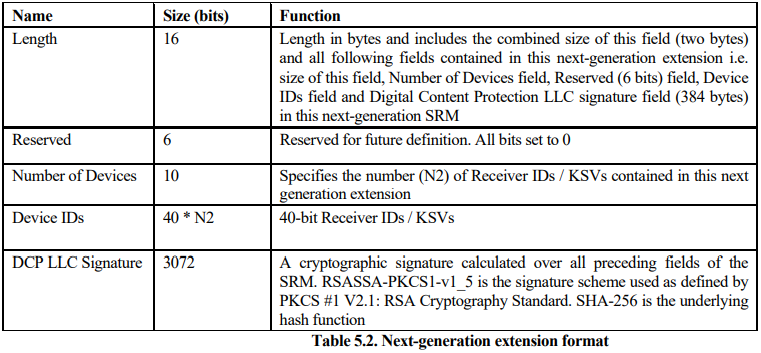 Name Size (bits) Function
Length 16 Length in bytes and includes the combined size of this field (two bytes)
and all following fields contained in this next-generation extension i.e.
size of this field, Number of Devices field, Reserved (6 bits) field, Device
IDs field and Digital Content Protection LLC signature field (384 bytes)
in this next-generation SRM
Reserved 6 Reserved for future definition. All bits set to 0
Number of Devices 10 Specifies the number (N2) of Receiver IDs / KSVs contained in this next
generation extension
Device IDs 40 * N2 40-bit Receiver IDs / KSVs
DCP LLC Signature 3072 A cryptographic signature calculated over all preceding fields of the
SRM. RSASSA-PKCS1-v1_5 is the signature scheme used as defined by
PKCS #1 V2.1: RSA Cryptography Standard. SHA-256 is the underlying
hash function
Table 5.2. Next-generation extension format